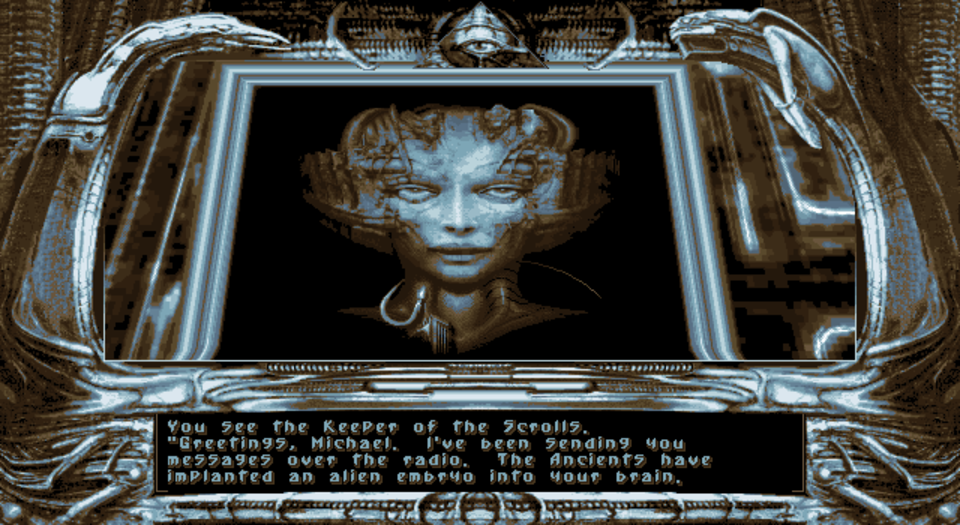 You see the Keeper of the Scrolls.
"Greetings, Michael. I've been sending you
messages over the radio. The Ancients have
implanted an alien embryo into your brain.